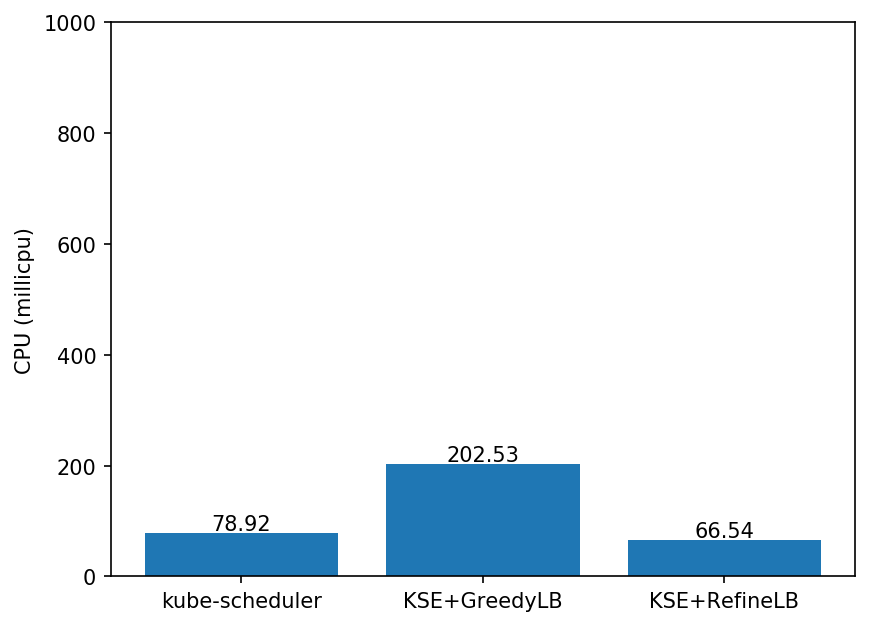 1000
800
600
400
200
0
CPU (millicpu)
78.92
202.53
66.54
kube-scheduler
KSE+GreedyLB
KSE+RefineLB